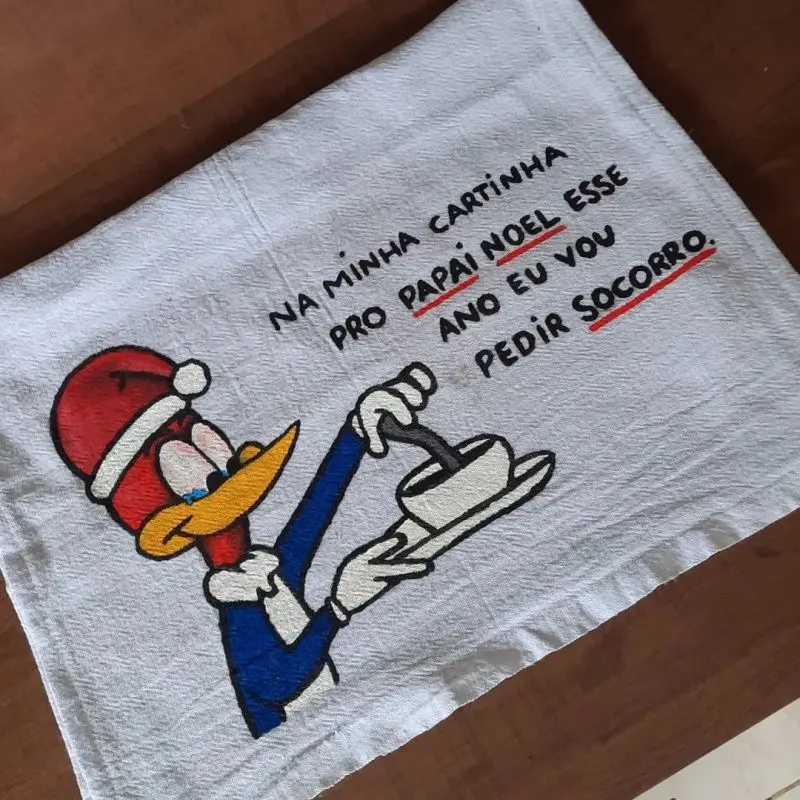 NA MINHA CARTINHA
PRO PAPAi NOEL ESSE
ANO EU VOU
PEDiR SOCORRO.